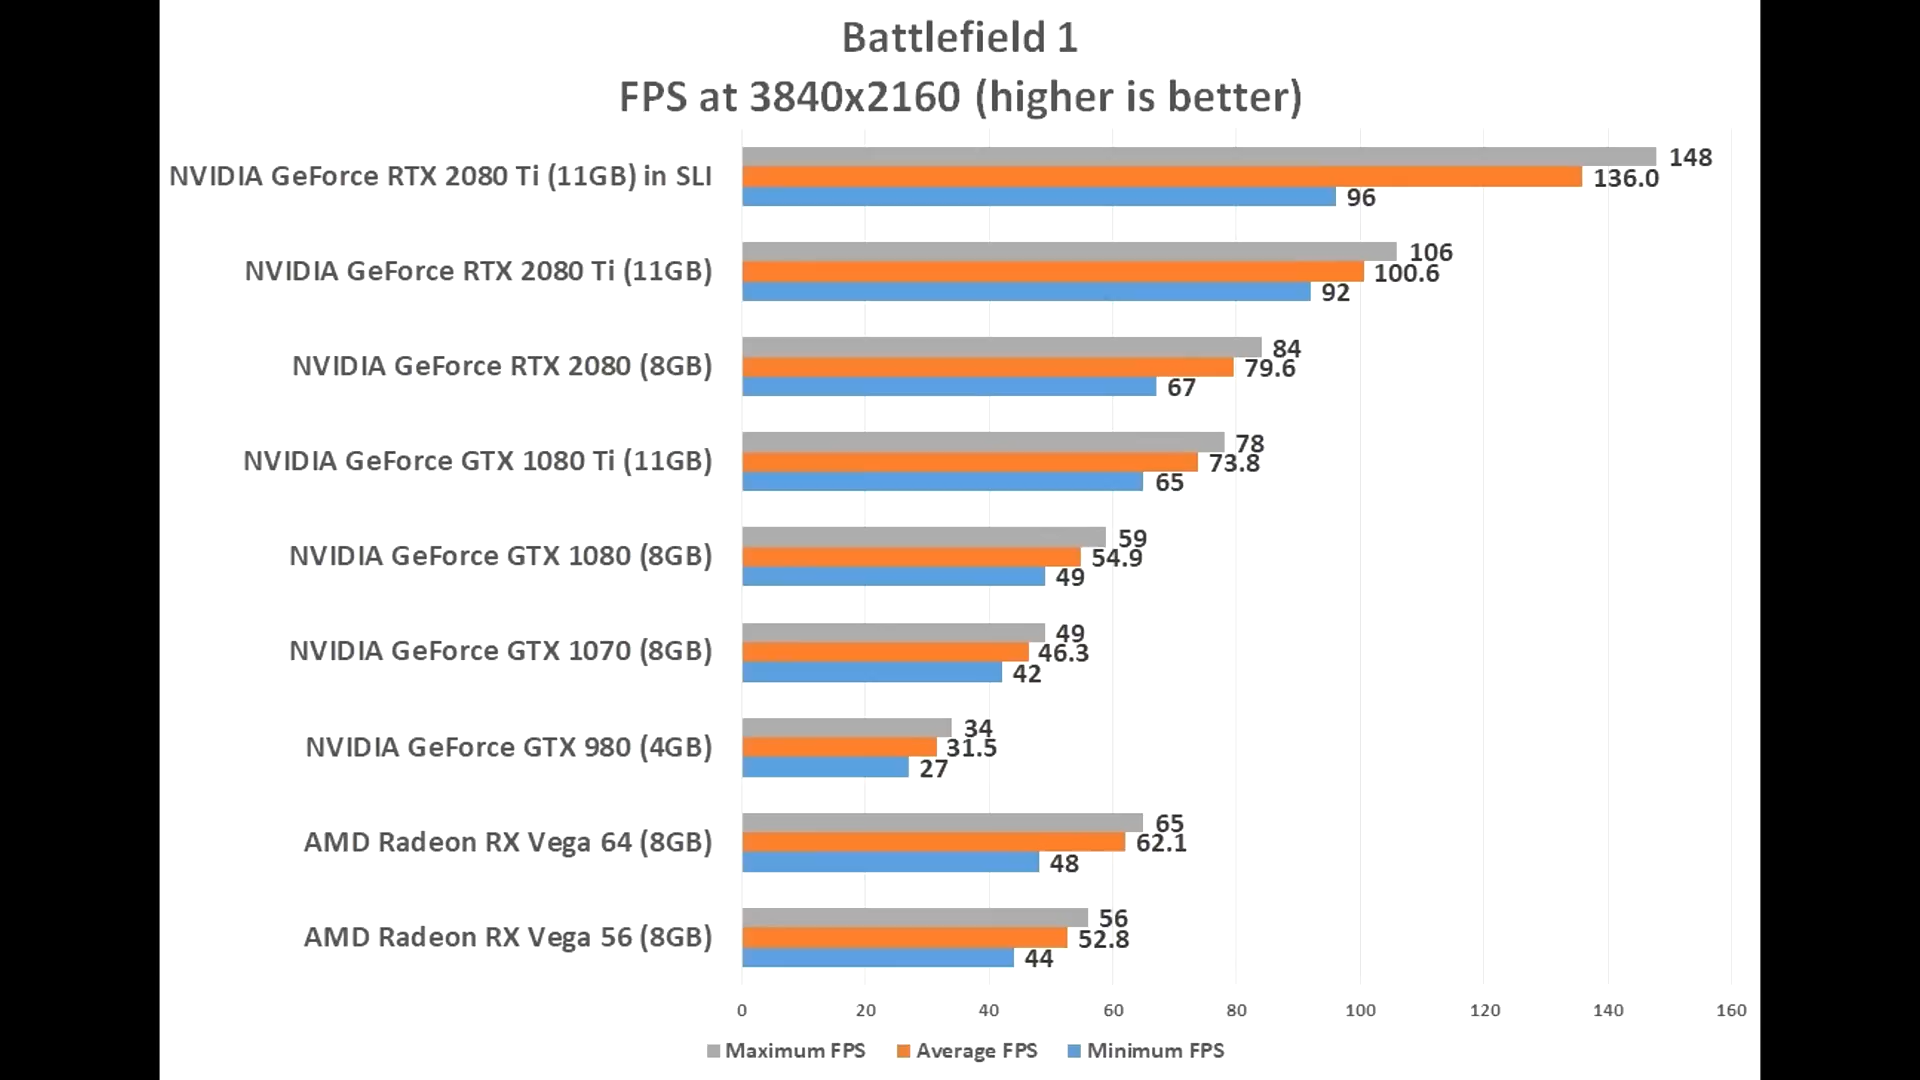 Battlefield 1
FPS at 3840x2160 (higher is better)
NVIDIA GeForce RTX 2080 Ti (11GB) in SLI
148
136.0
96
NVIDIA GeForce RTX 2080 Ti (11GB)
106
100.6
92
NVIDIA GeForce RTX 2080 (8GB)
84
79.6
67
NVIDIA GeForce GTX 1080 Ti (11GB)
78
73.8
65
NVIDIA GeForce GTX 1080 (8GB)
59
54.9
49
NVIDIA GeForce GTX 1070 (8GB)
49
46.3
42
NVIDIA GeForce GTX 980 (4GB)
34
31.5
27
AMD Radeon RX Vega 64 (8GB)
65
62.1
48
AMD Radeon RX Vega 56 (8GB)
56
52.8
44
0 20 40 60 80 100 120 140 160
Maximum FPS Average FPS Minimum FPS